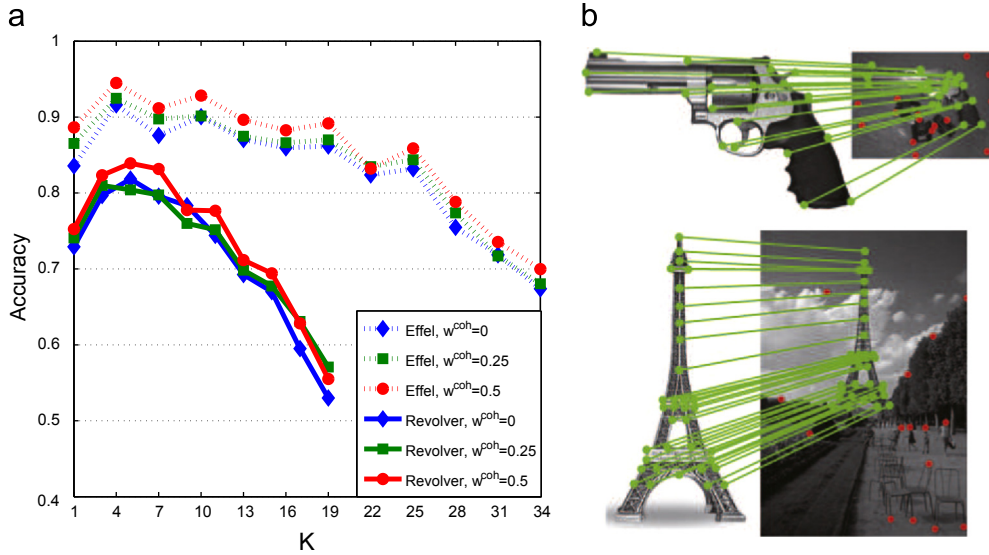 a
b
Accuracy
1
0.9
0.8
0.7
0.6
0.5
0.4
1 4 7 10 13 16 19 22 25 28 31 34
K
Effel, w^coh=0
Effel, w^coh=0.25
Effel, w^coh=0.5
Revolver, w^coh=0
Revolver, w^coh=0.25
Revolver, w^coh=0.5